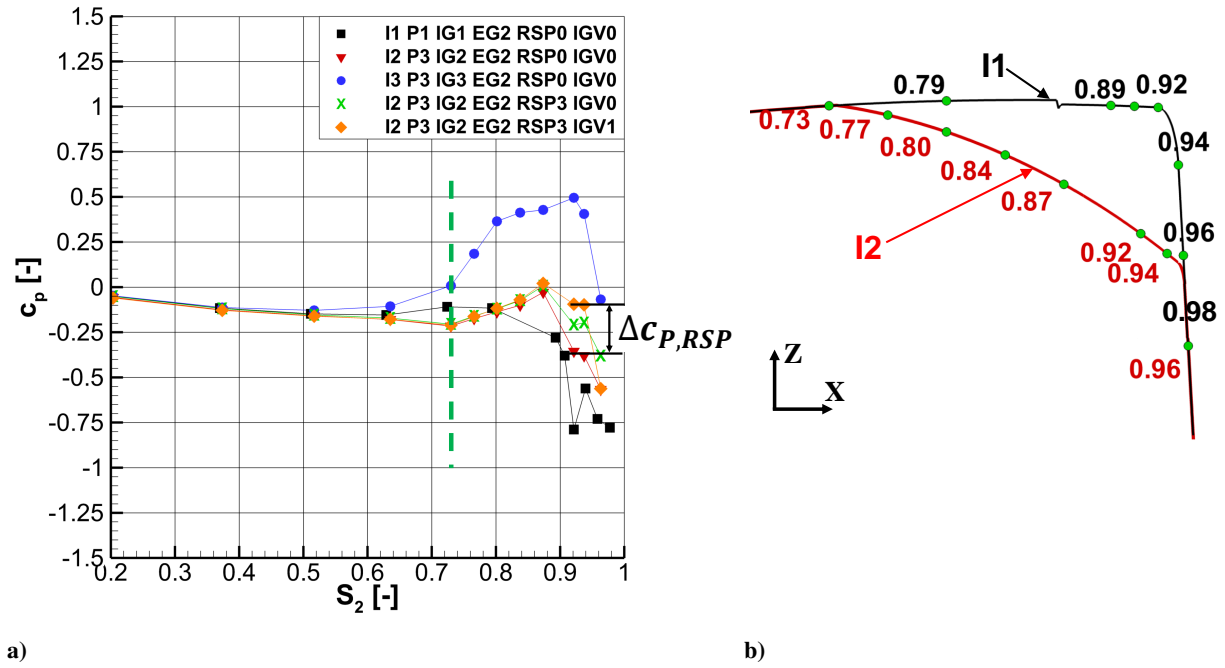 1.5
1.25
1
0.75
0.5
0.25
0
-0.25
-0.5
-0.75
-1
-1.25
-1.5
cp [-]
I1 P1 IG1 EG2 RSP0 IGV0
I2 P3 IG2 EG2 RSP0 IGV0
I3 P3 IG3 EG2 RSP0 IGV0
I2 P3 IG2 EG2 RSP3 IGV0
I2 P3 IG2 EG2 RSP3 IGV1
ΔcP,RSP
0.2 0.3 0.4 0.5 0.6 0.7 0.8 0.9 1
S2 [-]
a)
I1
0.79
0.89
0.92
0.73
0.77
0.80
0.84
0.87
0.94
I2
0.92
0.94
0.96
0.98
0.96
Z
X
b)